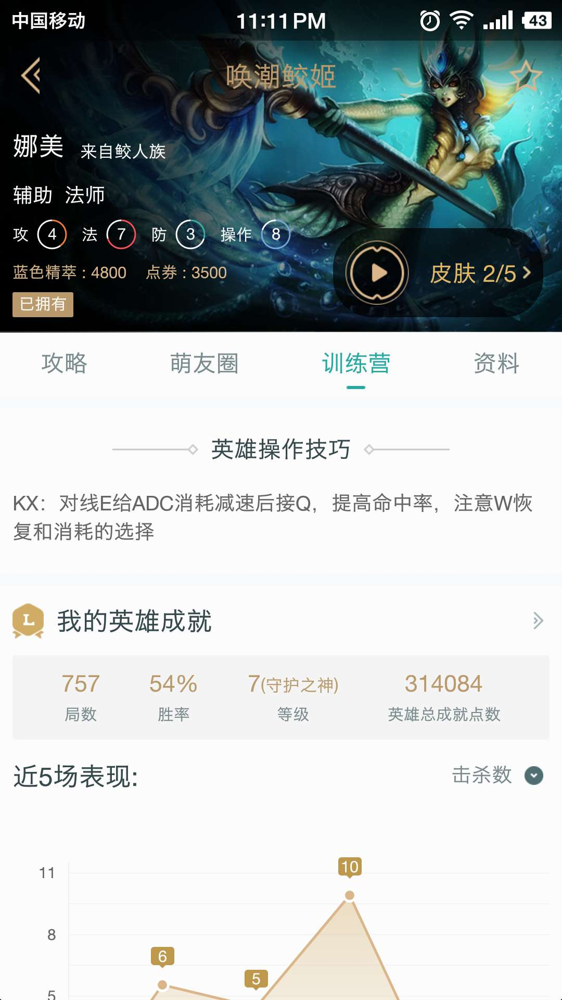 中国移动 11:11 PM 43
唤潮鲛姬
娜美 来自鲛人族
辅助 法师
攻 4 法 7 防 3 操作 8
蓝色精萃：4800 点券：3500
皮肤 2/5
已拥有
攻略 萌友圈 训练营 资料
英雄操作技巧
KX：对线E给ADC消耗减速后接Q，提高命中率，注意W恢
复和消耗的选择
L 我的英雄成就
757 54% 7(守护之神) 314084
局数 胜率 等级 英雄总成就点数
近5场表现: 击杀数
10
11
8
6
5
5